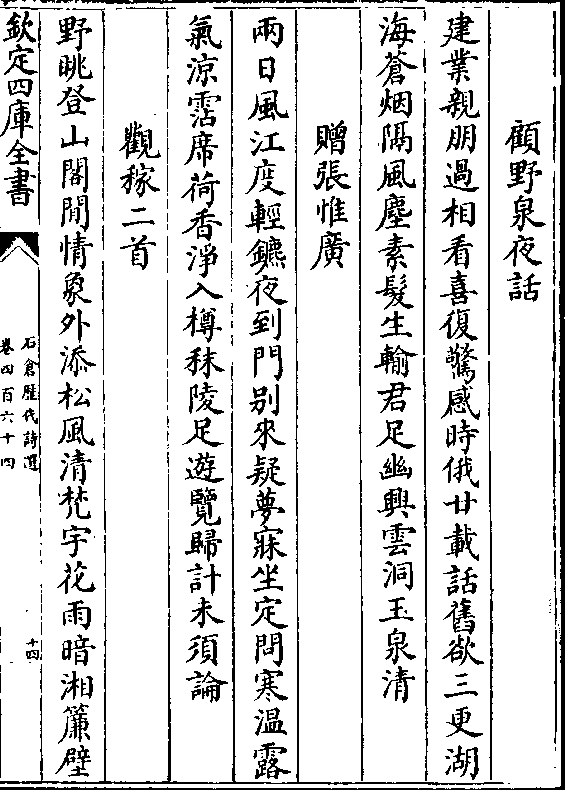 顧野泉夜話
建業親朋過相看喜復驚感時俄廿載話舊欲三更湖
海蒼烟隔風塵素髮生輸君足幽興雲洞玉泉清
贈張惟廣
兩日風江度輕鑣夜到門别來疑夢寐坐定問寒温露
氣凉霑席荷香淨入樽秣陵足遊覽歸計未須論
觀稼二首
野眺登山閣閒情象外添松風清梵宇花雨暗湘簾壁
欽定四庫全書
石倉歷代詩選
卷四百六十四
十四